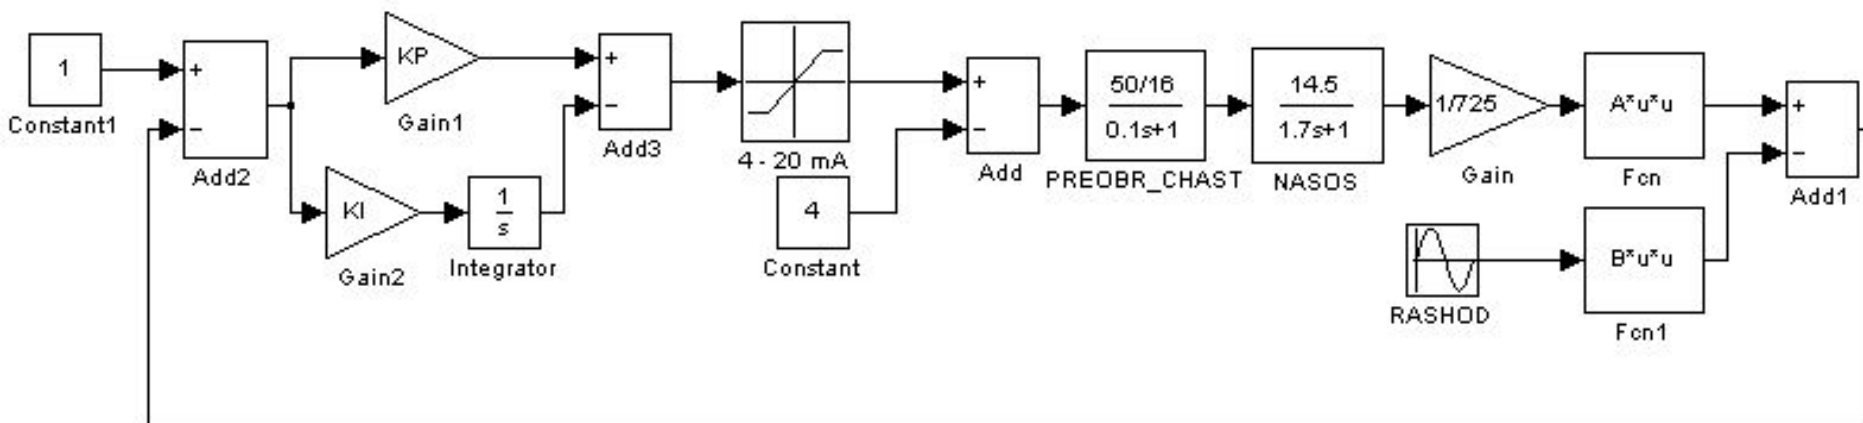 1
Constant1
+
−
Add2
KP
Gain1
KI
Gain2
1
s
Integrator
+
−
Add3
4 - 20 mA
4
Constant
+
−
Add
50/16
0.1s+1
PREOBR_CHAST
14.5
1.7s+1
NASOS
1/725
Gain
A*u*u
Fcn
RASHOD
B*u*u
Fcn1
+
−
Add1